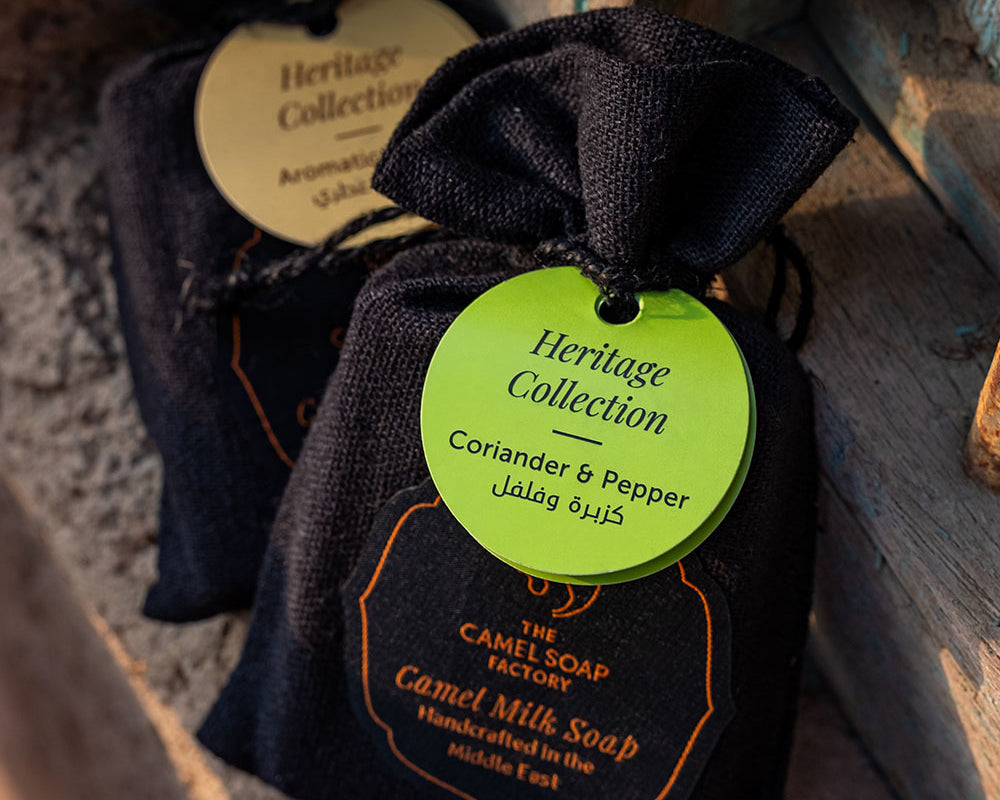 Heritage
Collection
Aromatic
Heritage
Collection
Coriander & Pepper
كزبرة وفلفل
THE
CAMEL SOAP
FACTORY
Camel Milk Soap
Handcrafted in the
Middle East